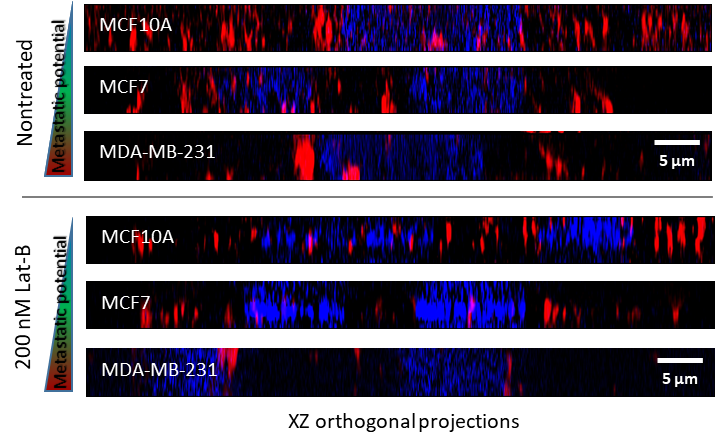 Nontreated
Metastatic potential
MCF10A
MCF7
MDA-MB-231
5 µm
200 nM Lat-B
Metastatic potential
MCF10A
MCF7
MDA-MB-231
5 µm
XZ orthogonal projections